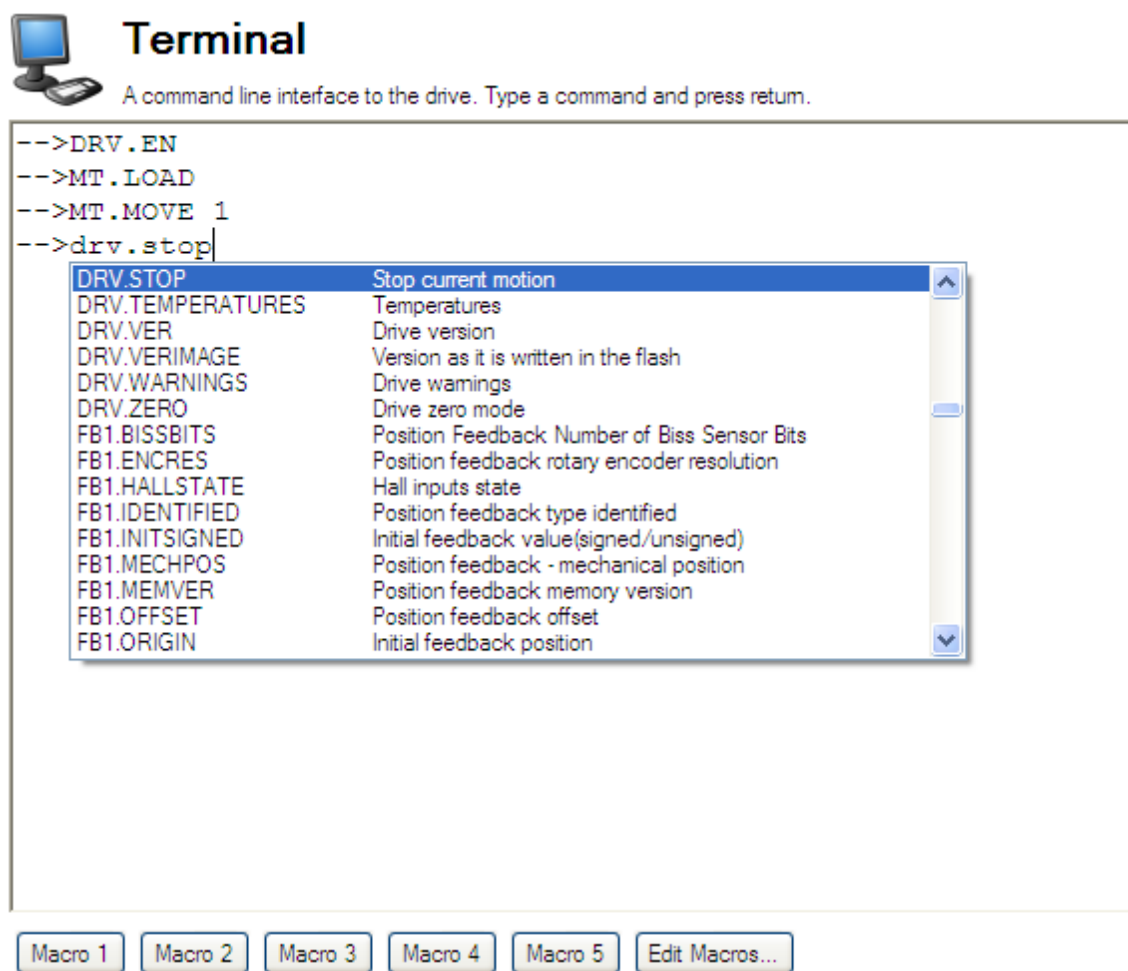 Terminal
A command line interface to the drive. Type a command and press return.
-->DRV.EN
-->MT.LOAD
-->MT.MOVE 1
-->drv.stop
DRV.STOP Stop current motion
DRV.TEMPERATURES Temperatures
DRV.VER Drive version
DRV.VERIMAGE Version as it is written in the flash
DRV.WARNINGS Drive warnings
DRV.ZERO Drive zero mode
FB1.BISSBITS Position Feedback Number of Biss Sensor Bits
FB1.ENCRES Position feedback rotary encoder resolution
FB1.HALLSTATE Hall inputs state
FB1.IDENTIFIED Position feedback type identified
FB1.INITSIGNED Initial feedback value(signed/unsigned)
FB1.MECHPOS Position feedback - mechanical position
FB1.MEMVER Position feedback memory version
FB1.OFFSET Position feedback offset
FB1.ORIGIN Initial feedback position
Macro 1 Macro 2 Macro 3 Macro 4 Macro 5 Edit Macros...